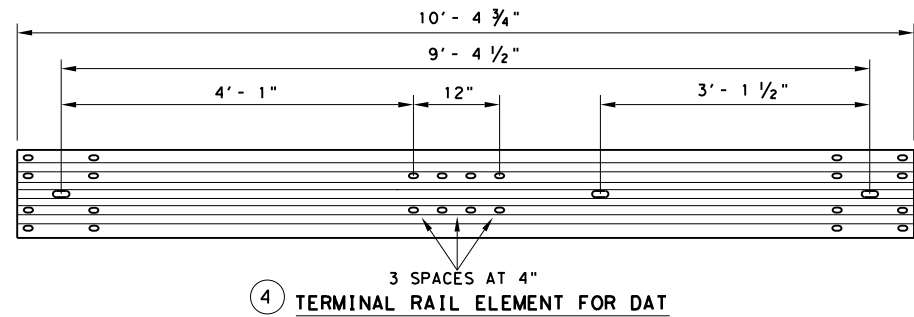 10'- 4 ¾"
9'- 4 ½"
4'- 1"
12"
3'- 1 ½"
3 SPACES AT 4"
4
TERMINAL RAIL ELEMENT FOR DAT